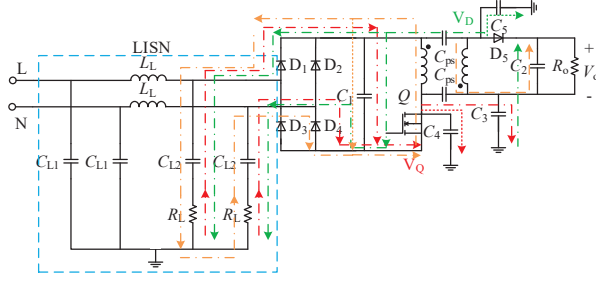 V_D
LISN
L_L
L
C_5
D_5
D_1
D_2
C_ps
C_ps
C_2
R_o
+
V_o
-
L_L
N
C_1
Q
C_3
D_3
D_4
C_4
C_L1
C_L1
C_L2
C_L2
V_Q
R_L
R_L